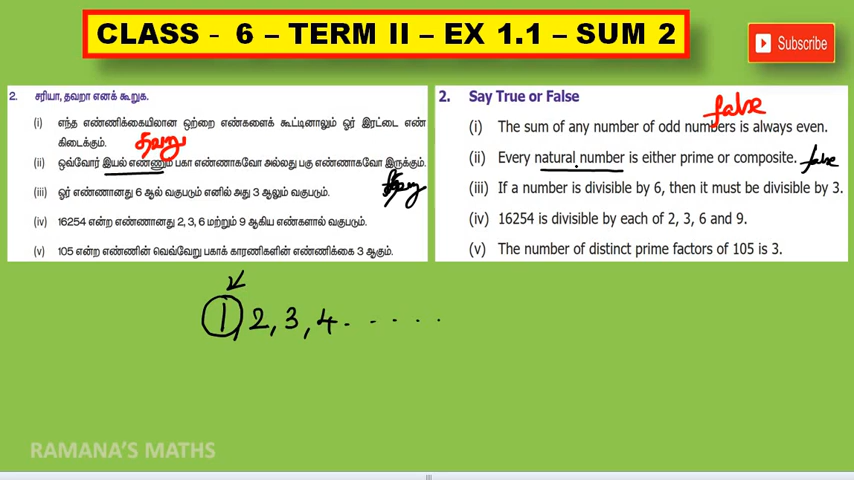 CLASS - 6 – TERM II – EX 1.1 – SUM 2
Subscribe
2. சரியா, தவறா எனக் கூறுக.
(i) எந்த எண்ணிக்கையிலான ஒற்றை எண்களைக் கூட்டினாலும் ஓர் இரட்டை எண்
கிடைக்கும். தவறு
(ii) ஒவ்வோர் இயல் எண்ணும் பகா எண்ணாகவோ அல்லது பகு எண்ணாகவோ இருக்கும்.
தவறு
(iii) ஓர் எண்ணானது 6 ஆல் வகுபடும் எனில் அது 3 ஆலும் வகுபடும்.
(iv) 16254 என்ற எண்ணானது 2, 3, 6 மற்றும் 9 ஆகிய எண்களால் வகுபடும்.
(v) 105 என்ற எண்ணின் வெவ்வேறு பகாக் காரணிகளின் எண்ணிக்கை 3 ஆகும்.
2. Say True or False
false
(i) The sum of any number of odd numbers is always even.
(ii) Every natural number is either prime or composite. false
(iii) If a number is divisible by 6, then it must be divisible by 3.
(iv) 16254 is divisible by each of 2, 3, 6 and 9.
(v) The number of distinct prime factors of 105 is 3.
1, 2, 3, 4 . . . . . .
RAMANA'S MATHS